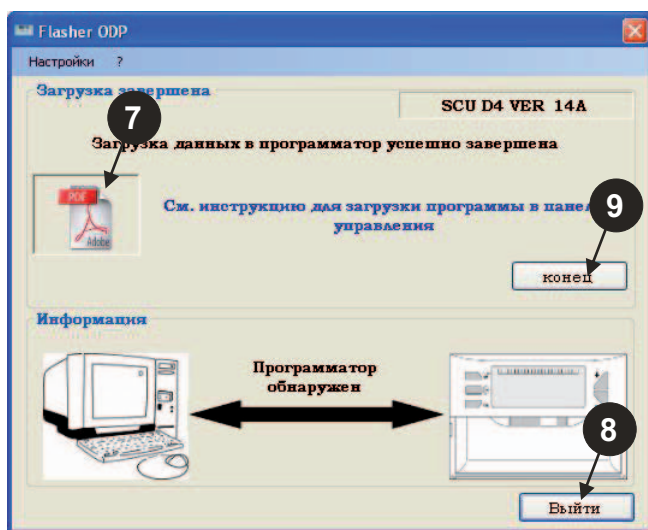 Flasher ODP
Настройки ?
Загрузка завершена
SCU D4 VER 14A
7
Загрузка данных в программатор успешно завершена
PDF
Adobe
См. инструкцию для загрузки программы в панель
управления
9
конец
Информация
Программатор
обнаружен
8
Выйти